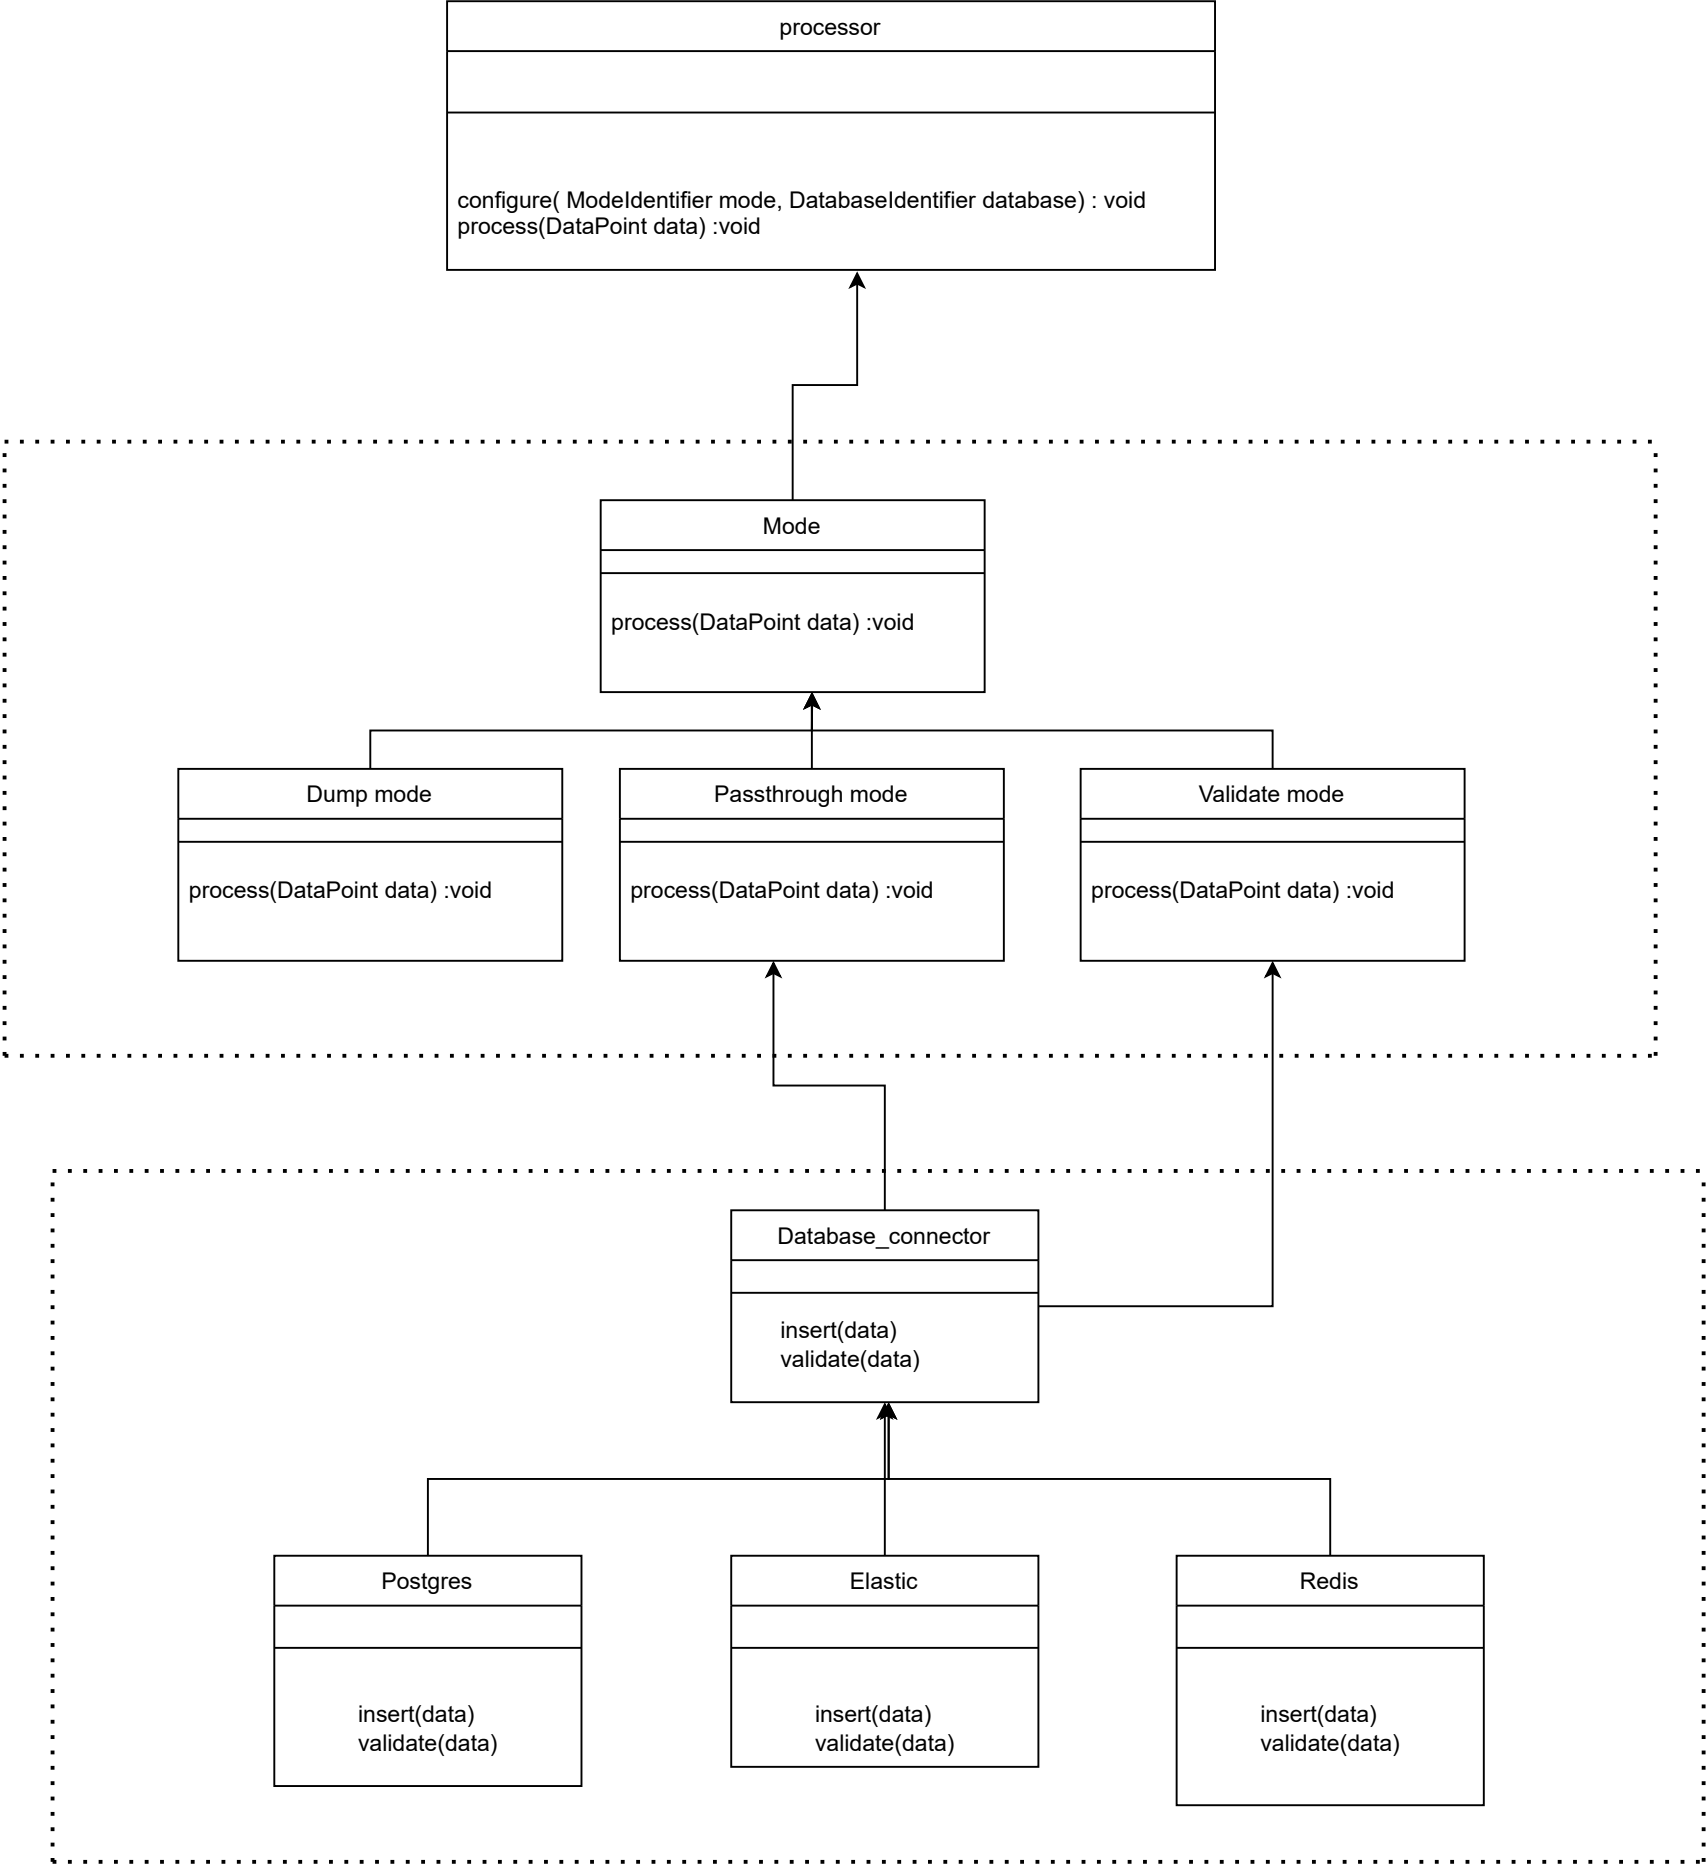 processor
configure( ModeIdentifier mode, DatabaseIdentifier database) : void
process(DataPoint data) :void
Mode
process(DataPoint data) :void
Dump mode
process(DataPoint data) :void
Passthrough mode
process(DataPoint data) :void
Validate mode
process(DataPoint data) :void
Database_connector
insert(data)
validate(data)
Postgres
insert(data)
validate(data)
Elastic
insert(data)
validate(data)
Redis
insert(data)
validate(data)